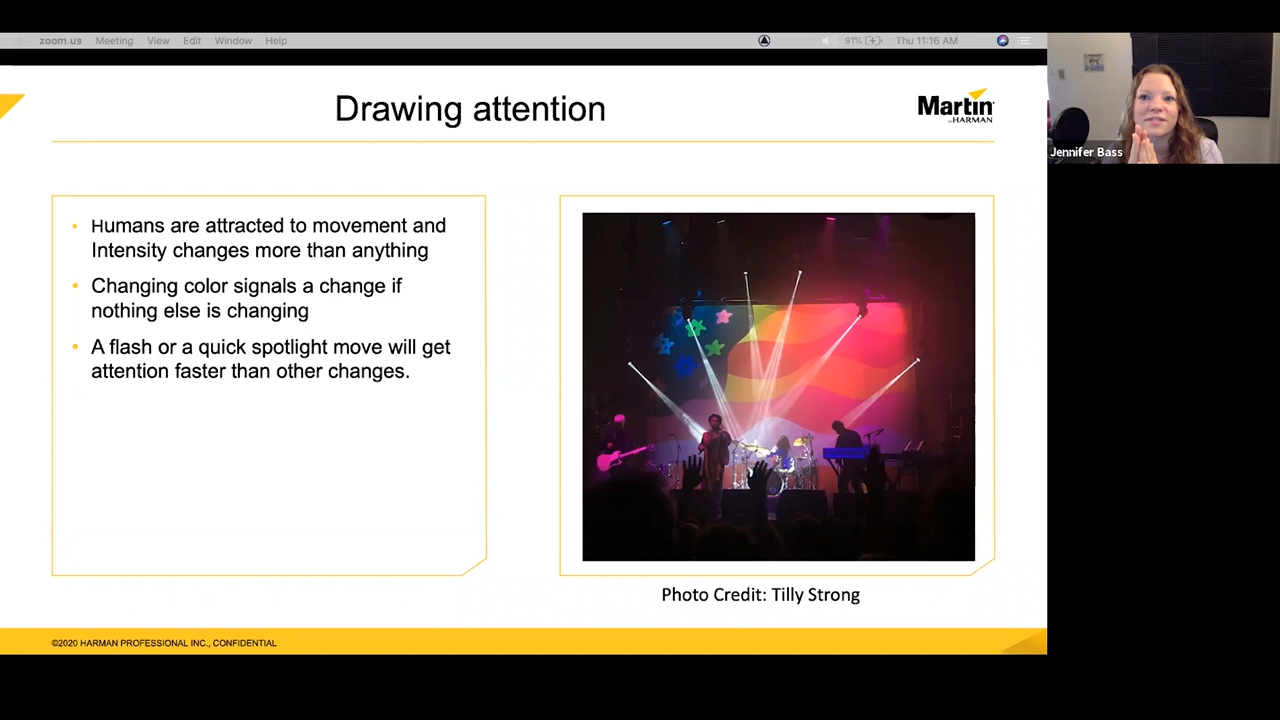 zoom.us Meeting View Edit Window Help 91% Thu 11:16 AM
Drawing attention
Martin
by HARMAN
Jennifer Bass
• Humans are attracted to movement and
Intensity changes more than anything
• Changing color signals a change if
nothing else is changing
• A flash or a quick spotlight move will get
attention faster than other changes.
Photo Credit: Tilly Strong
©2020 HARMAN PROFESSIONAL INC., CONFIDENTIAL